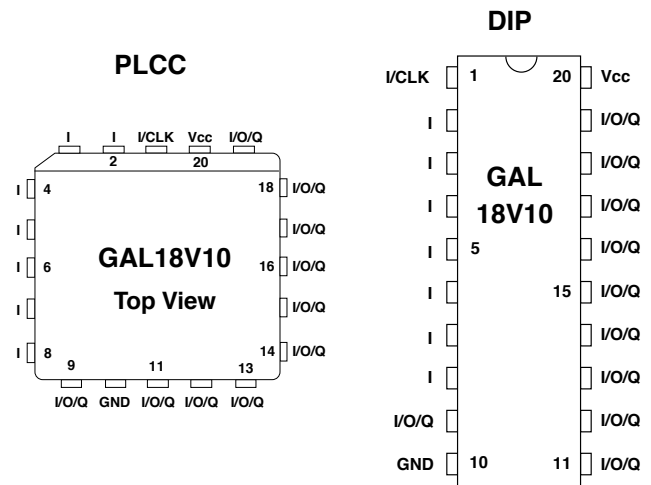 DIP
PLCC
I/CLK 1 20 Vcc
I I/O/Q
I I/O/Q
I I/O/Q
I 5 I/O/Q
I 15 I/O/Q
I I/O/Q
I I/O/Q
I/O/Q I/O/Q
GND 10 11 I/O/Q
GAL
18V10
I I I/CLK Vcc I/O/Q
2 20
I 4 18 I/O/Q
I I/O/Q
I 6 16 I/O/Q
I I/O/Q
I 8 14 I/O/Q
GAL18V10
Top View
9 11 13
I/O/Q GND I/O/Q I/O/Q I/O/Q